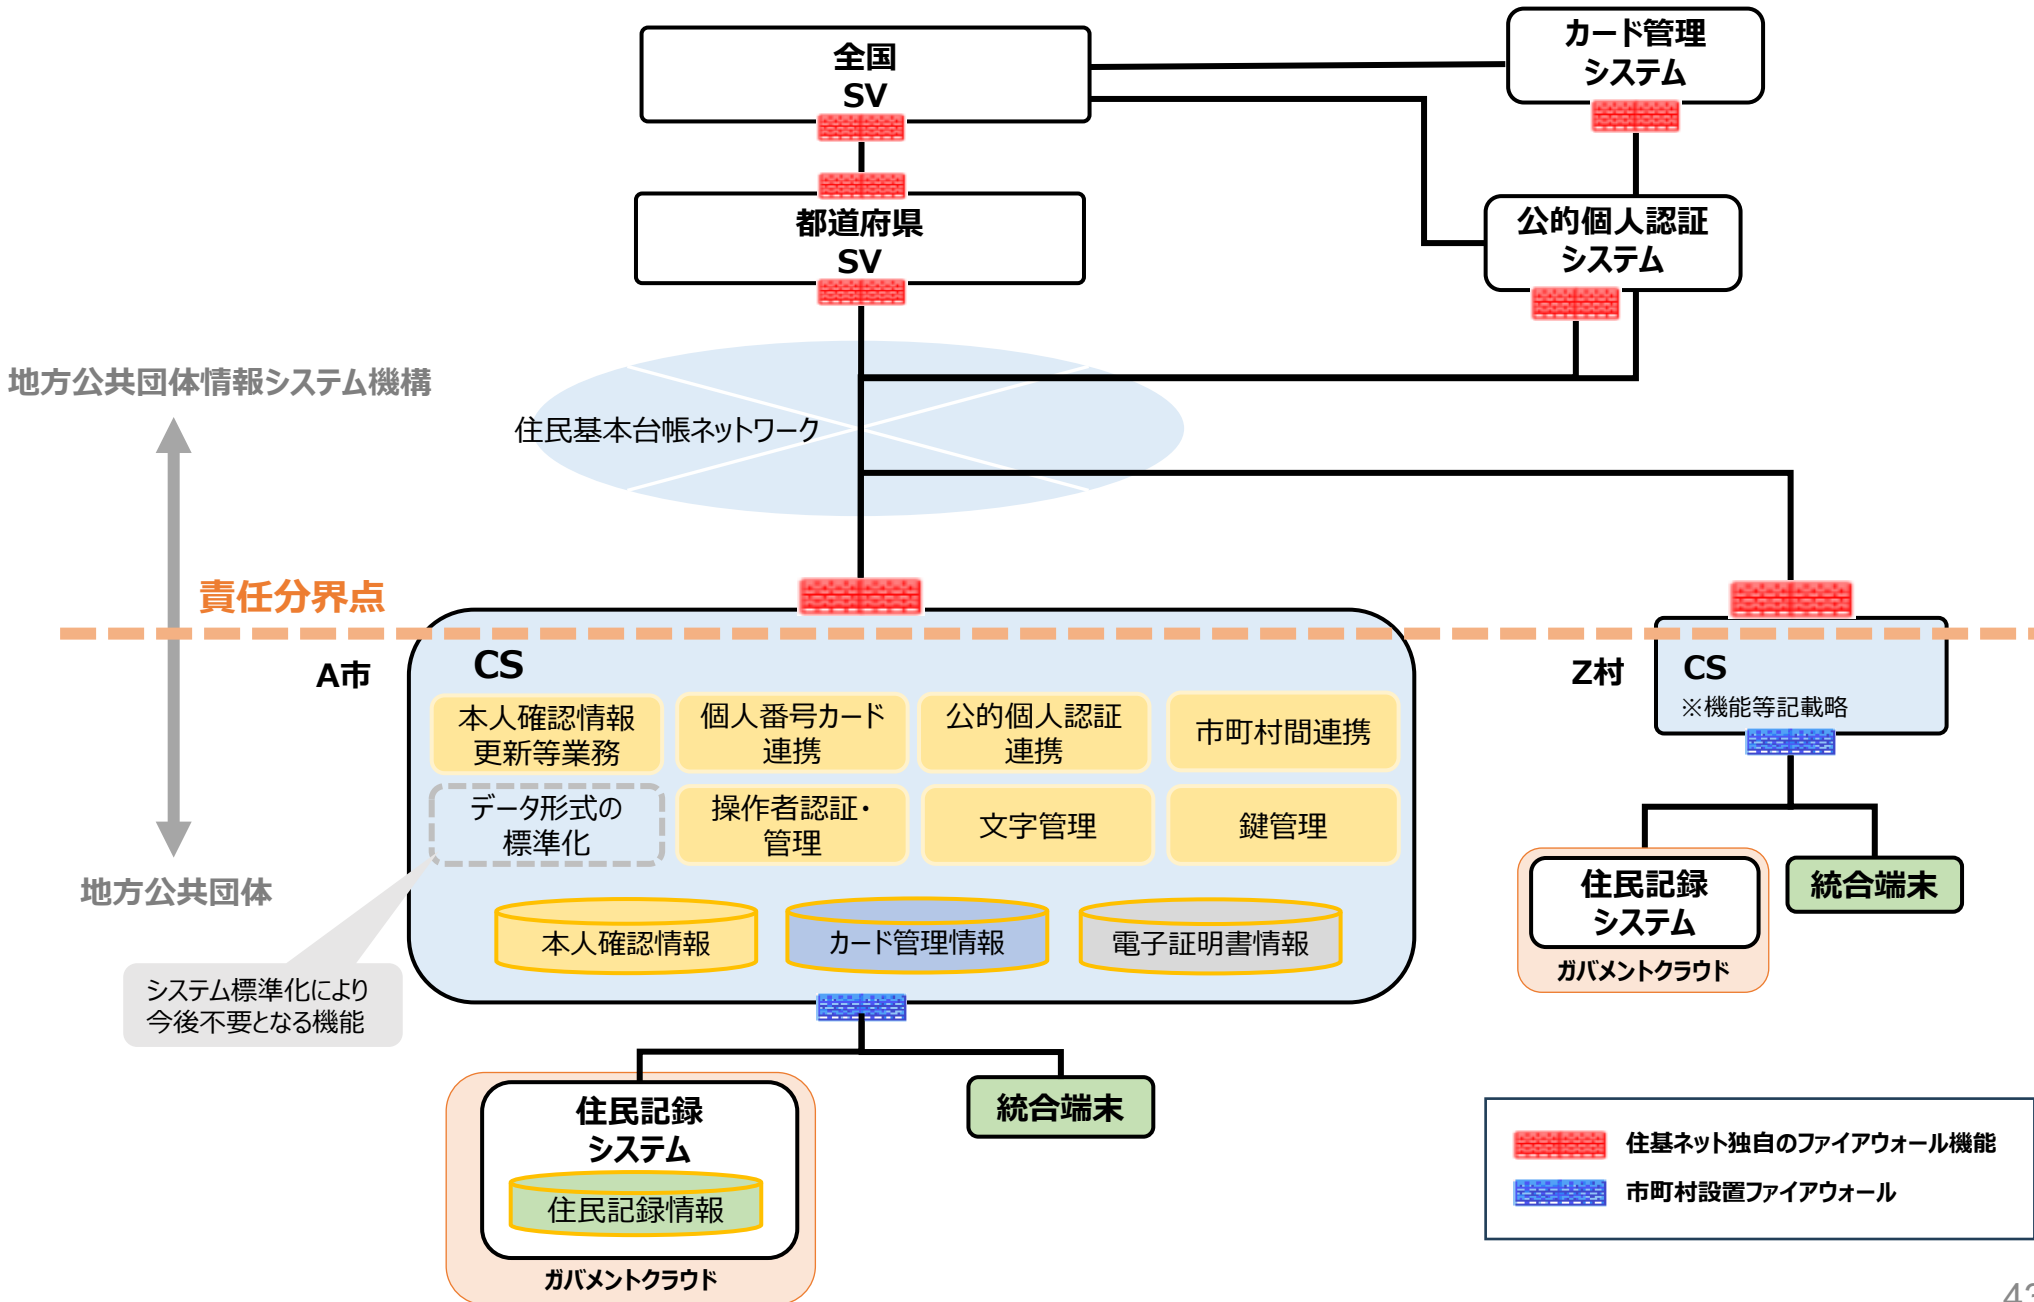 全国
SV
カード管理
システム
都道府県
SV
公的個人認証
システム
地方公共団体情報システム機構
住民基本台帳ネットワーク
責任分界点
A市
CS
Z村
CS
※機能等記載略
本人確認情報
更新等業務
個人番号カード
連携
公的個人認証
連携
市町村間連携
データ形式の
標準化
操作者認証・
管理
文字管理
鍵管理
地方公共団体
本人確認情報
カード管理情報
電子証明書情報
システム標準化により
今後不要となる機能
住民記録
システム
ガバメントクラウド
統合端末
住民記録
システム
住民記録情報
ガバメントクラウド
統合端末
住基ネット独自のファイアウォール機能
市町村設置ファイアウォール